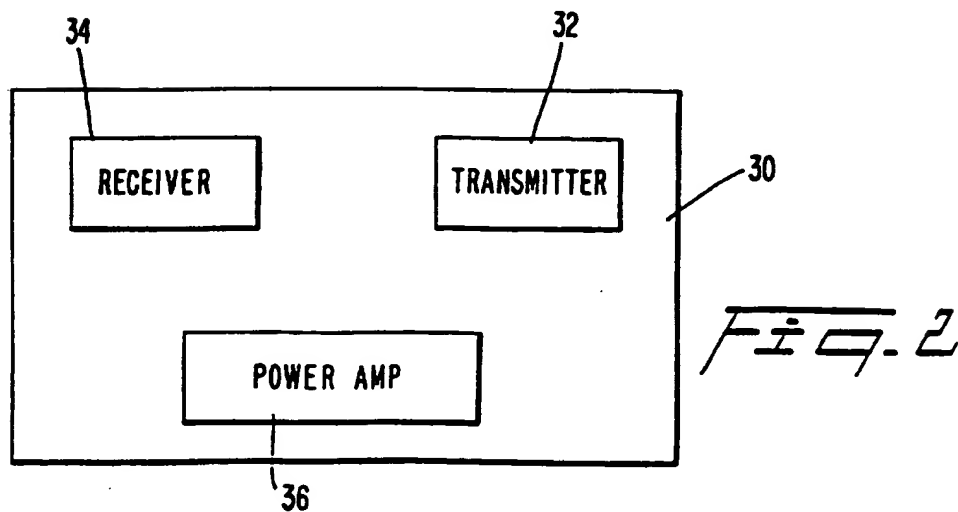 34
32
RECEIVER
TRANSMITTER
30
POWER AMP
Fig. 2
36